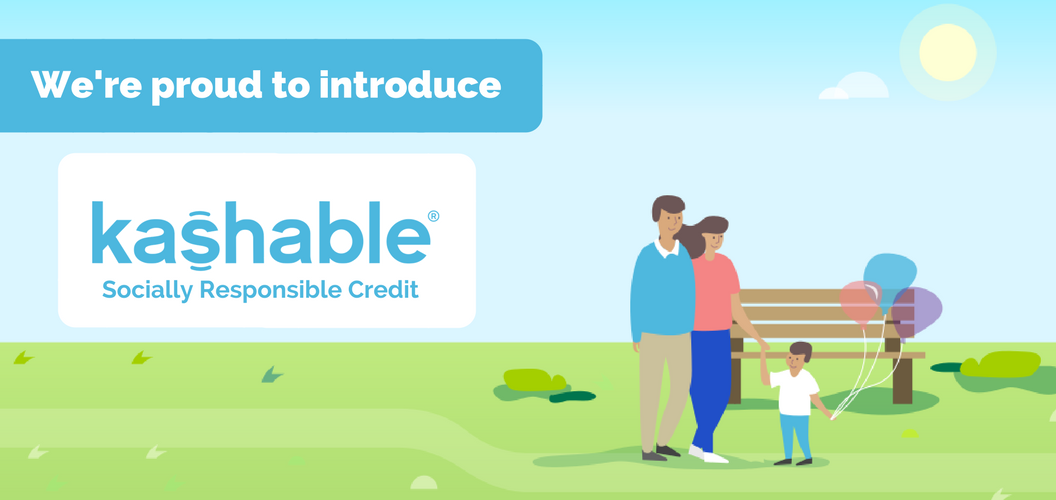 We're proud to introduce
kashable®
Socially Responsible Credit